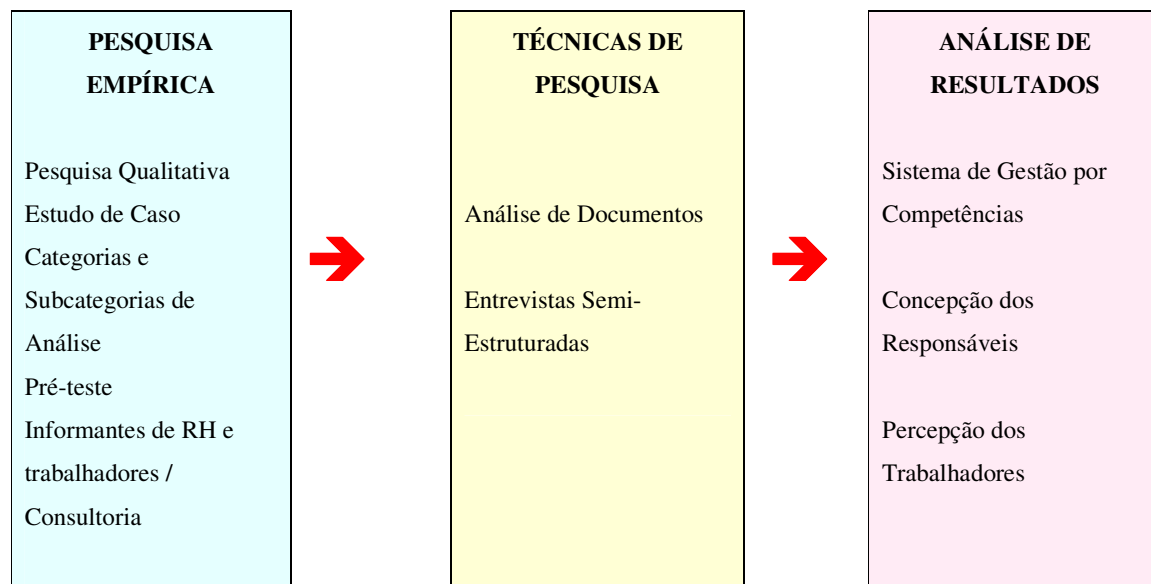 PESQUISA
EMPÍRICA
Pesquisa Qualitativa
Estudo de Caso
Categorias e
Subcategorias de
Análise
Pré-teste
Informantes de RH e
trabalhadores /
Consultoria
TÉCNICAS DE
PESQUISA
Análise de Documentos
Entrevistas Semi-
Estruturadas
ANÁLISE DE
RESULTADOS
Sistema de Gestão por
Competências
Concepção dos
Responsáveis
Percepção dos
Trabalhadores